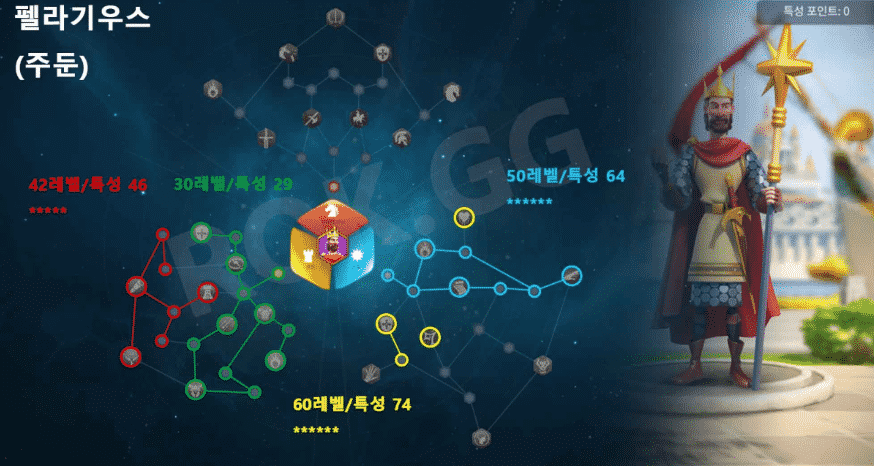 펠라기우스
(주둔)
특성 포인트: 0
42레벨/특성 46
*****
30레벨/특성 29
50레벨/특성 64
******
ROK.GG
60레벨/특성 74
******